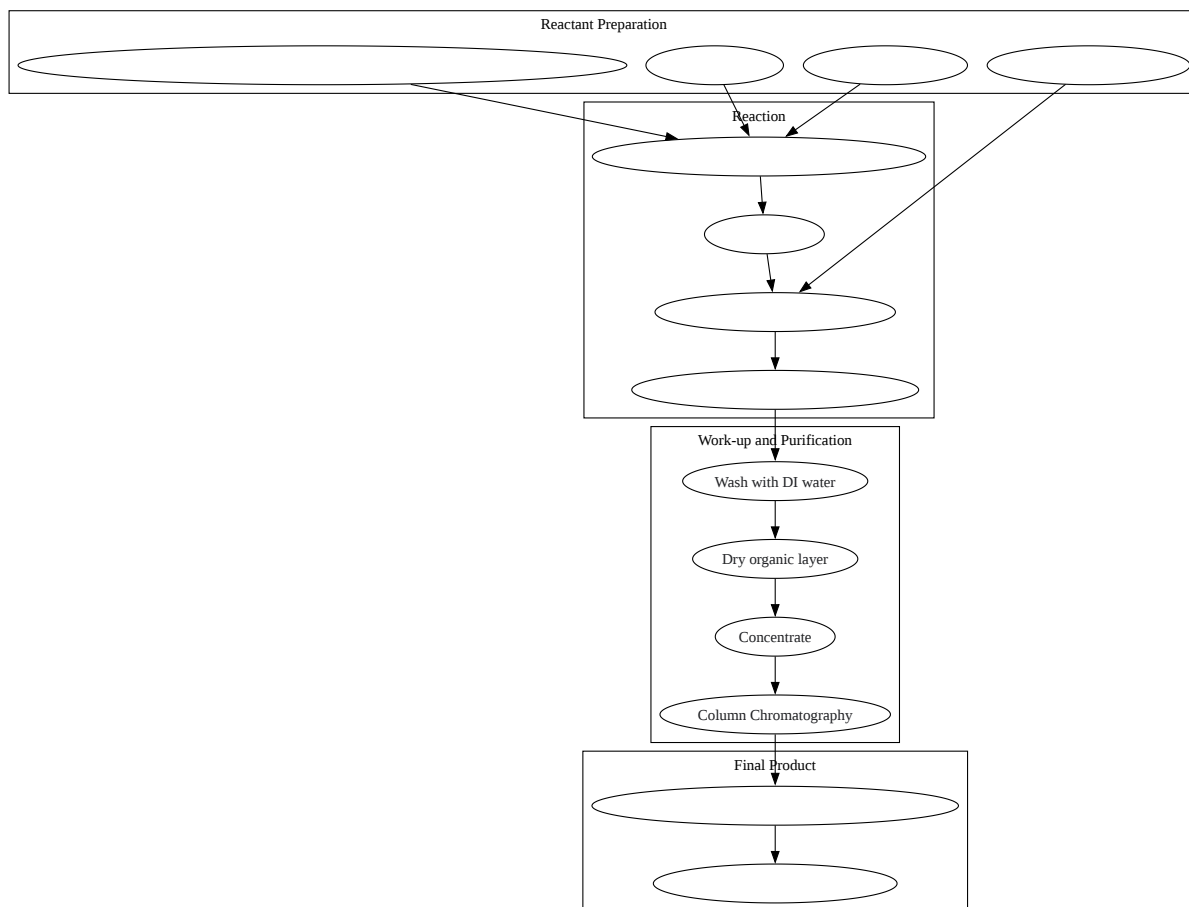 Reactant Preparation
Reaction
Work-up and Purification
Wash with DI water
Dry organic layer
Concentrate
Column Chromatography
Final Product